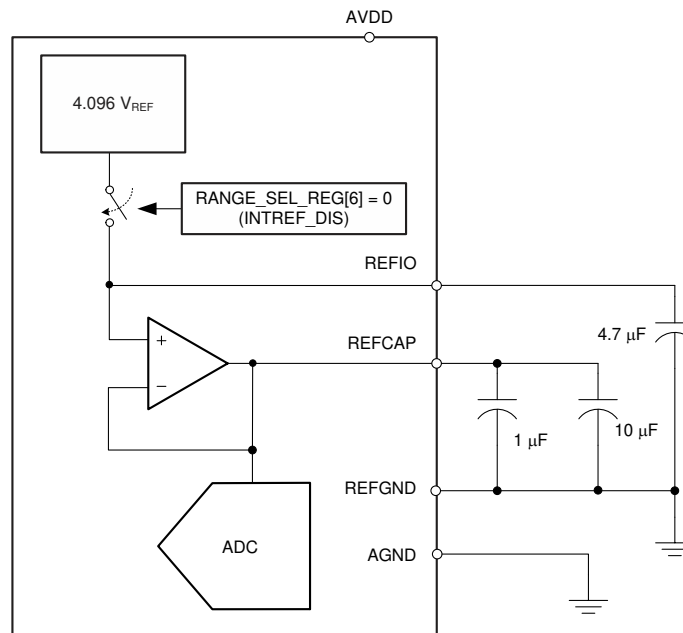 AVDD
4.096 VREF
RANGE_SEL_REG[6] = 0
(INTREF_DIS)
REFIO
4.7 μF
+
REFCAP
−
1 μF
10 μF
REFGND
ADC
AGND